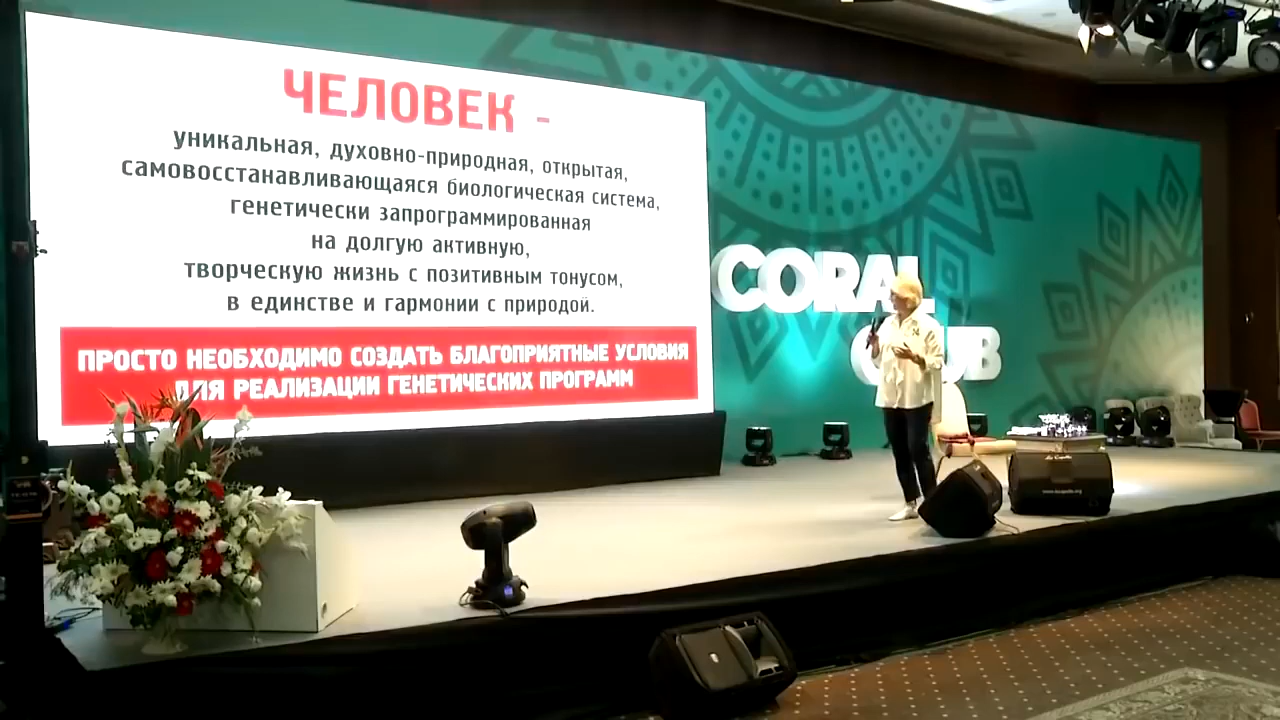 ЧЕЛОВЕК -
уникальная, духовно-природная, открытая,
самовосстанавливающаяся биологическая система,
генетически запрограммированная
на долгую активную,
творческую жизнь с позитивным тонусом,
в единстве и гармонии с природой.
ПРОСТО НЕОБХОДИМО СОЗДАТЬ БЛАГОПРИЯТНЫЕ УСЛОВИЯ
ДЛЯ РЕАЛИЗАЦИИ ГЕНЕТИЧЕСКИХ ПРОГРАММ
CORAL
CLUB